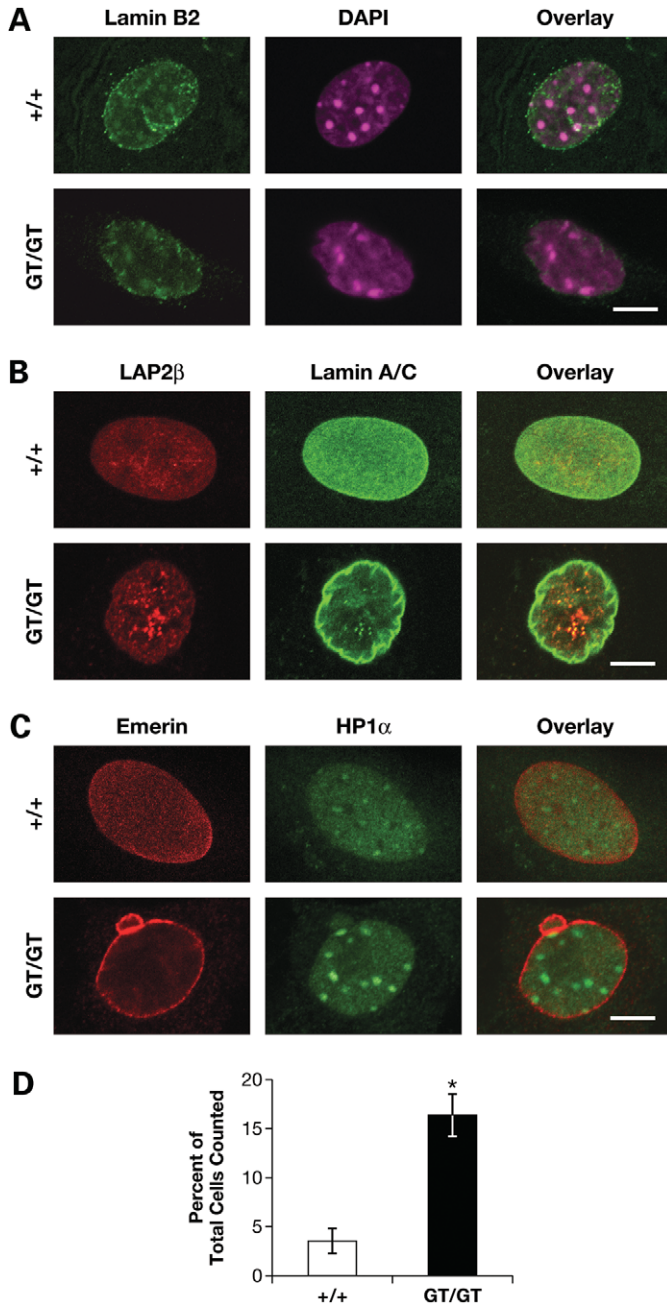 A
Lamin B2 DAPI Overlay
+/+
GT/GT
B
LAP2β Lamin A/C Overlay
+/+
GT/GT
C
Emerin HP1α Overlay
+/+
GT/GT
D
Percent of
Total Cells Counted
20
15
10
5
0
*
+/+ GT/GT